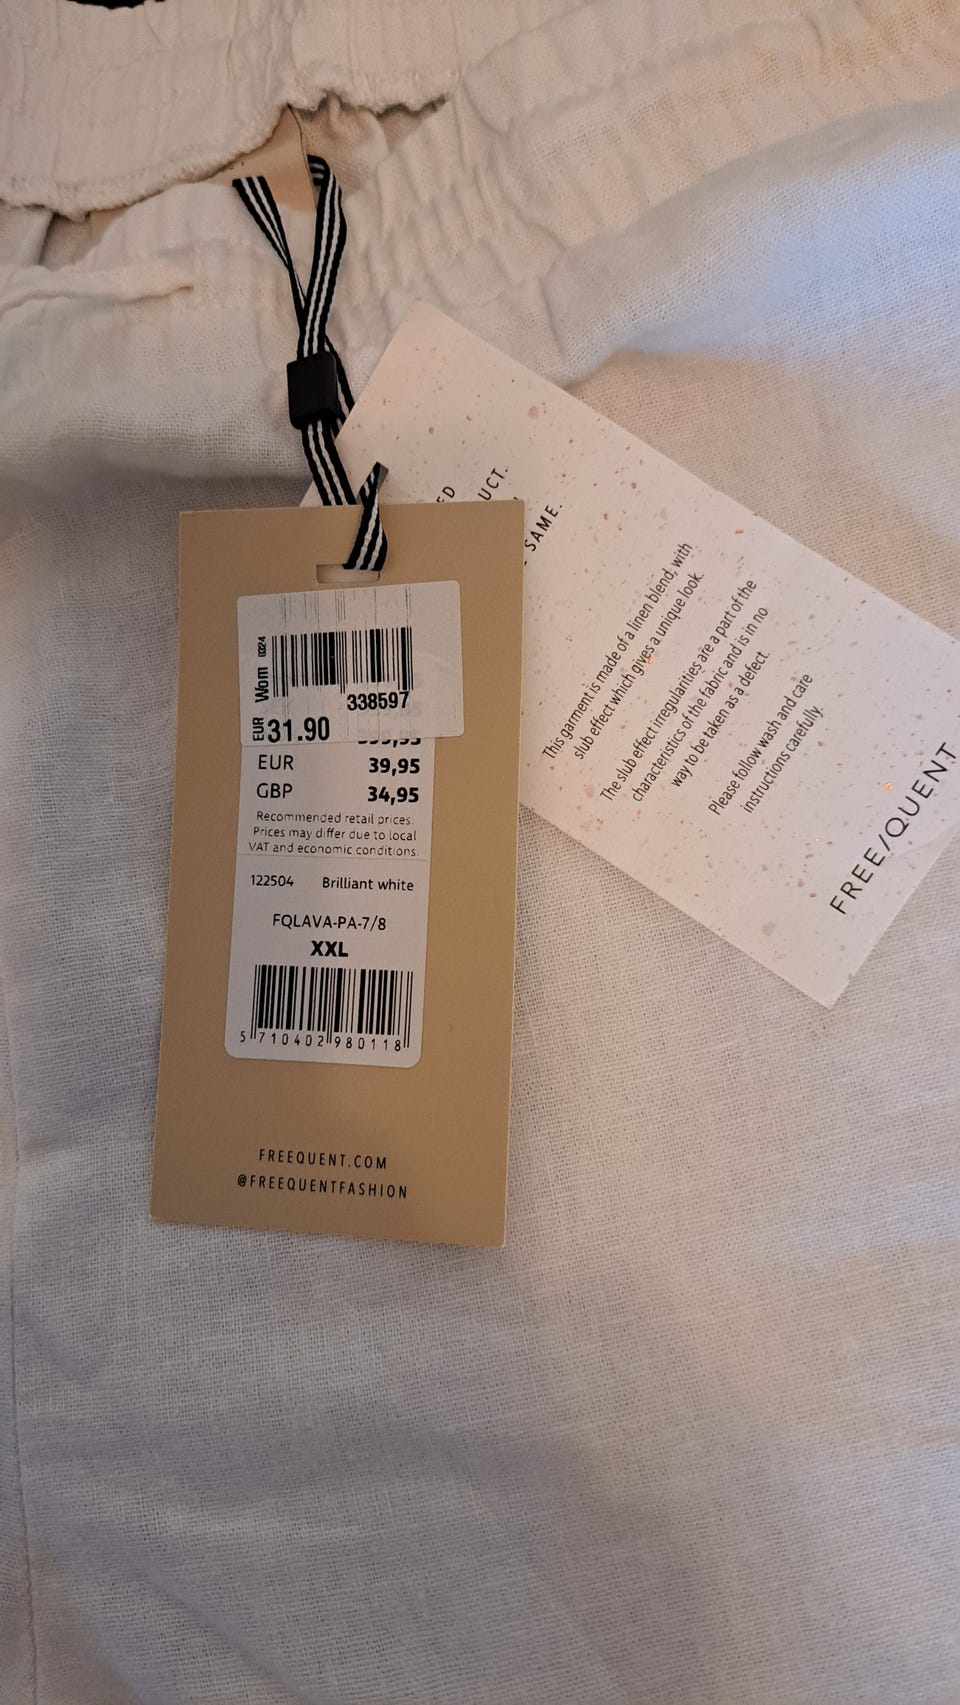 Wom 0324
338597
EUR 31.90
EUR 39,95
GBP 34,95
Recommended retail prices.
Prices may differ due to local
VAT and economic conditions.
122504 Brilliant white
FQLAVA-PA-7/8
XXL
5 710402 980118
FREEQUENT.COM
@FREEQUENTFASHION
SAME.
This garment is made of a linen blend, with
slub effect which gives a unique look.
The slub effect irregularities are a part of the
characteristics of the fabric and is in no
way to be taken as a defect.
Please follow wash and care
instructions carefully.
FREE/QUENT